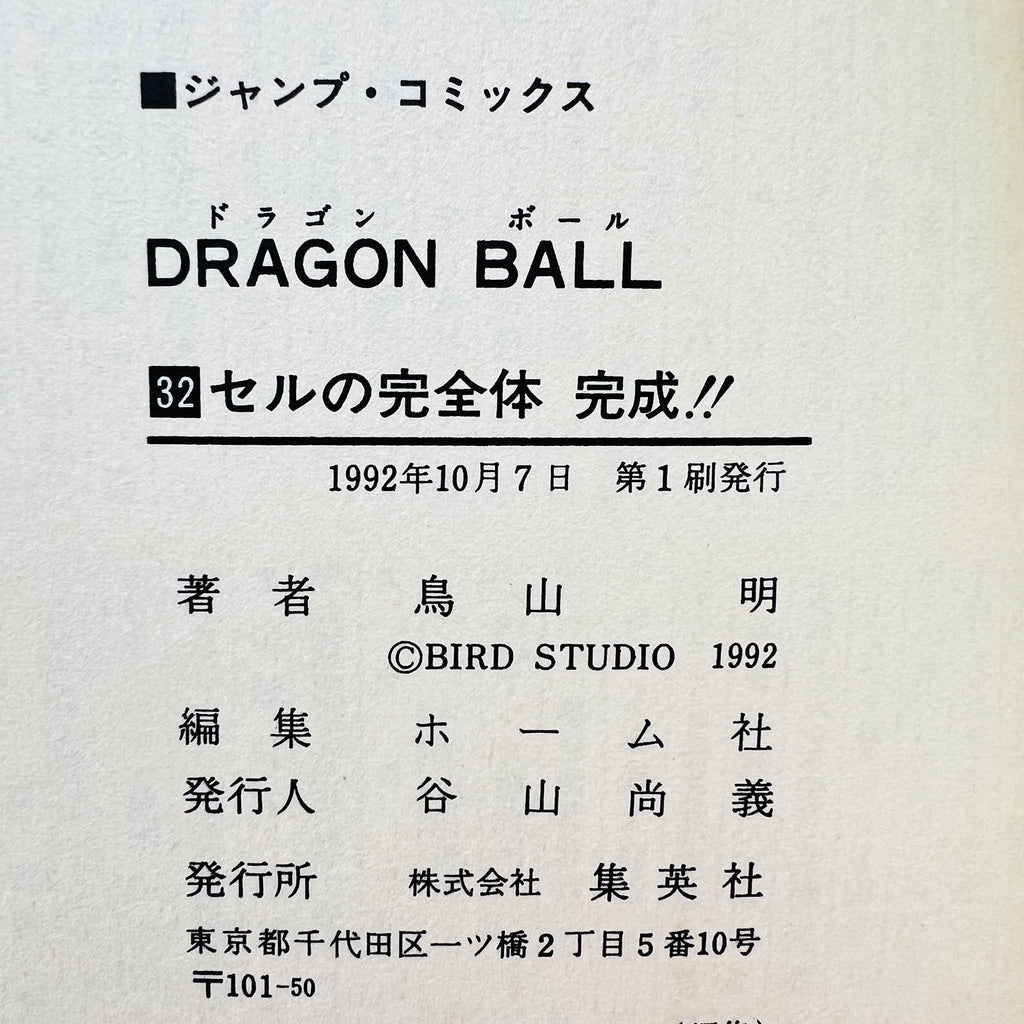 ■ジャンプ・コミックス
ドラゴン ボール
DRAGON BALL
32 セルの完全体 完成!!
1992年10月7日 第1刷発行
著者 鳥山 明
©BIRD STUDIO 1992
編集 ホーム社
発行人 谷山尚義
発行所 株式会社 集英社
東京都千代田区一ツ橋2丁目5番10号
〒101-50